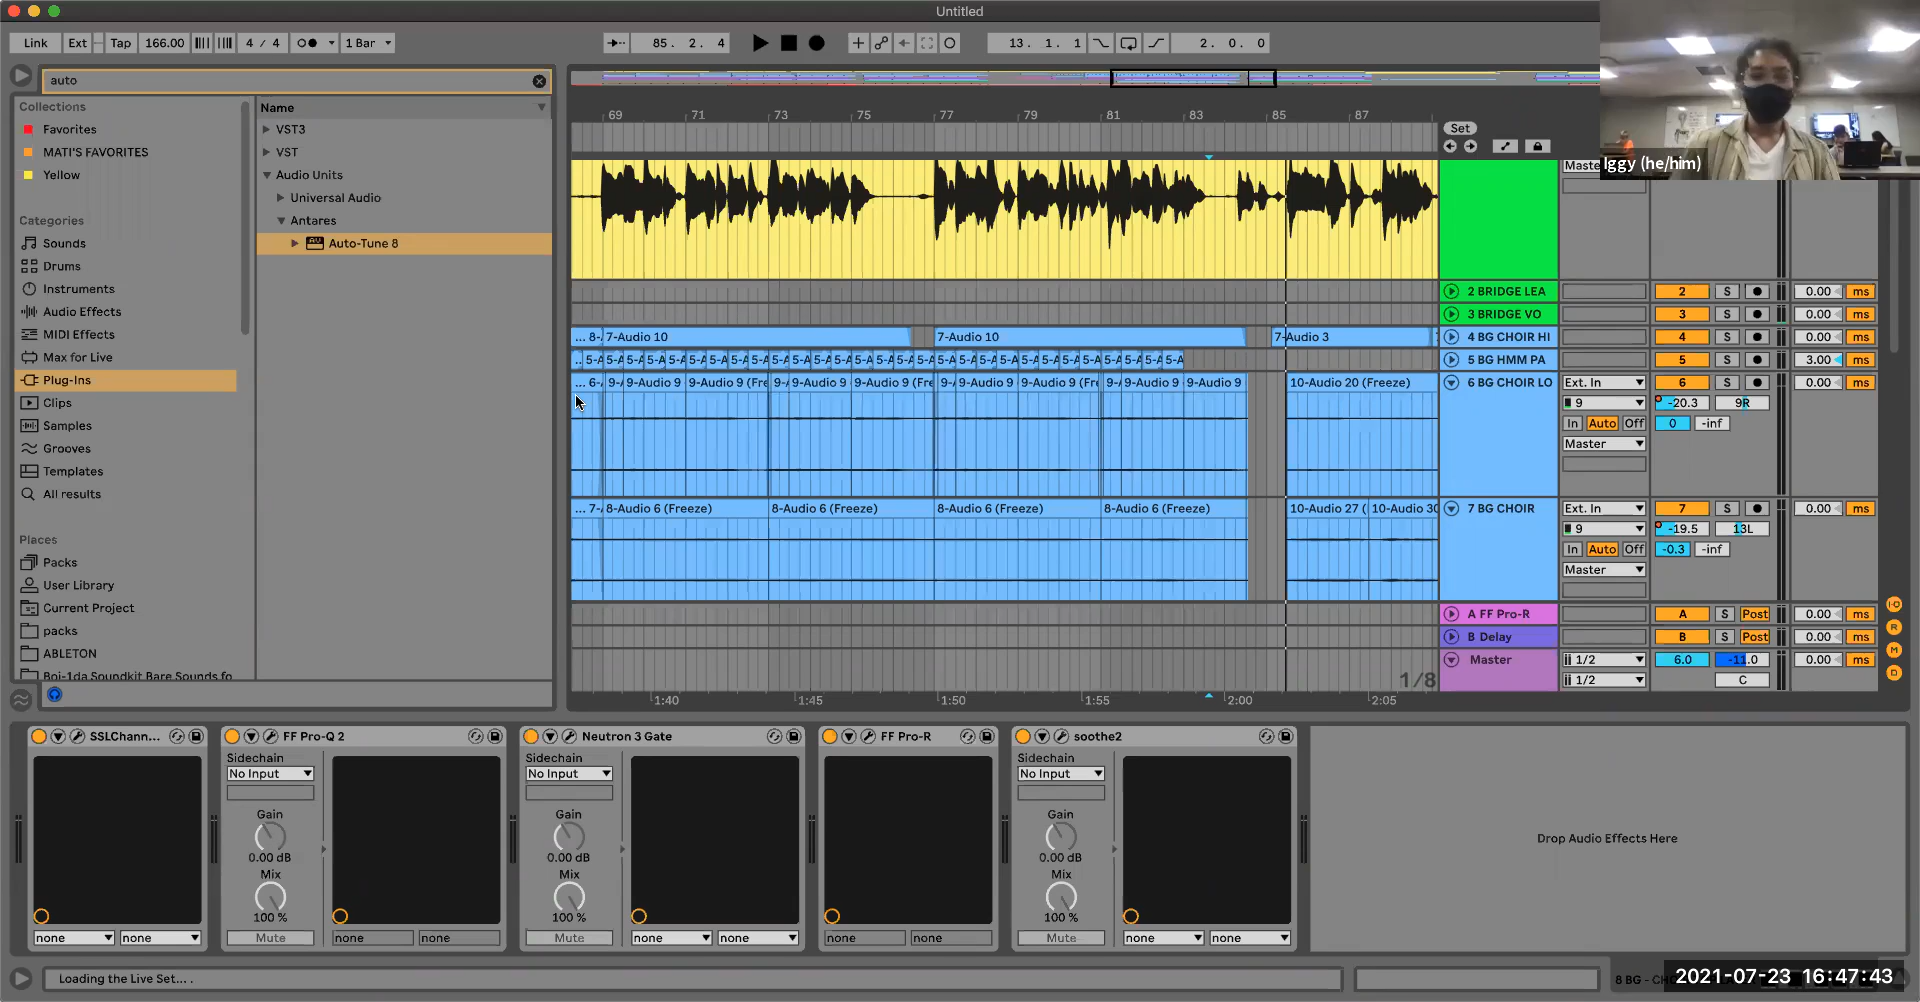 Untitled
Link Ext Tap 166.00 4 / 4 1 Bar 85. 2. 4 13. 1. 1 2. 0. 0
auto
Collections
Favorites
MATI'S FAVORITES
Yellow
Categories
Sounds
Drums
Instruments
Audio Effects
MIDI Effects
Max for Live
Plug-Ins
Clips
Samples
Grooves
Templates
All results
Places
Packs
User Library
Current Project
packs
ABLETON
Boi-1da Soundkit Bare Sounds fo
Name
VST3
VST
Audio Units
Universal Audio
Antares
Auto-Tune 8
69 71 73 75 77 79 81 83 85 87
Set
Iggy (he/him)
Maste
2 BRIDGE LEA 2 S 0.00 ms
3 BRIDGE VO 3 S 0.00 ms
... 8- 7-Audio 10 7-Audio 10 7-Audio 3 4 BG CHOIR HI 4 S 0.00 ms
5-A 5-A 5-A 5-A 5-A 5-A 5-A 5-A 5-A 5-A 5-A 5-A 5-A 5-A 5-A 5-A 5-A 5-A 5-A 5-A 5-A 5-A 5-A 5-A 5-A 5-A 5-A 5-A 5-A 5 BG HMM PA 5 S 3.00 ms
... 6- 9- 9-Audio 9 9-Audio 9 (Fre 9- 9-Audio 9 9-Audio 9 (Fre 9- 9-Audio 9 9-Audio 9 (Fr 9- 9-Audio 9 9-Audio 9 10-Audio 20 (Freeze) 6 BG CHOIR LO Ext. In 6 S 0.00 ms
9 -20.3 9R
In Auto Off 0 -inf
Master
... 7- 8-Audio 6 (Freeze) 8-Audio 6 (Freeze) 8-Audio 6 (Freeze) 8-Audio 6 (Freeze) 10-Audio 27 ( 10-Audio 30 7 BG CHOIR Ext. In 7 S 0.00 ms
9 -19.5 13L
In Auto Off -0.3 -inf
Master
A FF Pro-R A S Post 0.00 ms
B Delay B S Post 0.00 ms
Master 1/2 6.0 -11.0 0.00 ms
1/8 1/2 C
1:40 1:45 1:50 1:55 2:00 2:05
I·O
R
M
D
SSLChann... FF Pro-Q 2 Neutron 3 Gate FF Pro-R soothe2
Sidechain Sidechain Sidechain
No Input No Input No Input
Gain Gain Gain
0.00 dB 0.00 dB 0.00 dB
Mix Mix Mix
100 % 100 % 100 %
none none Mute none none Mute none none none none Mute none none
Drop Audio Effects Here
Loading the Live Set... .
8 BG - CH
2021-07-23 16:47:43